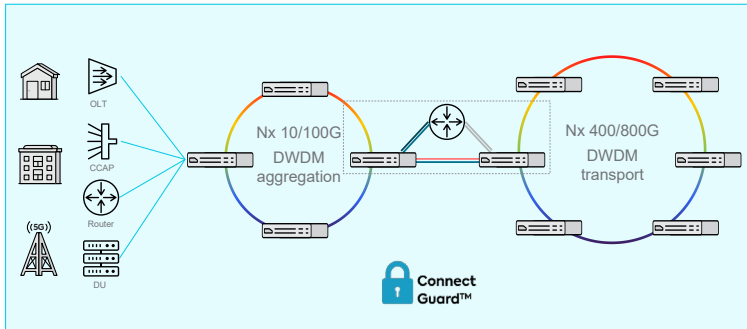 OLT
CCAP
Router
((5G))
DU
Nx 10/100G
DWDM
aggregation
Nx 400/800G
DWDM
transport
Connect
Guard™